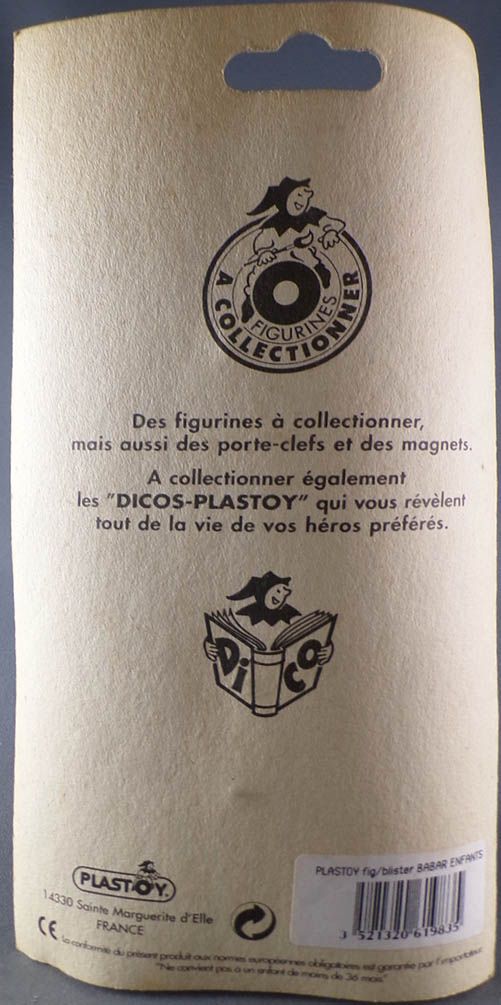 A COLLECTIONNER
FIGURINES
Des figurines à collectionner,
mais aussi des porte-clefs et des magnets.
A collectionner également
les "DICOS-PLASTOY" qui vous révèlent
tout de la vie de vos héros préférés.
DiCO
PLASTOY
14330 Sainte Marguerite d'Elle
FRANCE
PLASTOY fig/blister BABAR ENFANTS
3 521320 619835
CE La conformité du présent produit aux normes européennes obligatoires est garantie par l'importateur.
"Ne convient pas a un enfant de moins de 36 mois"